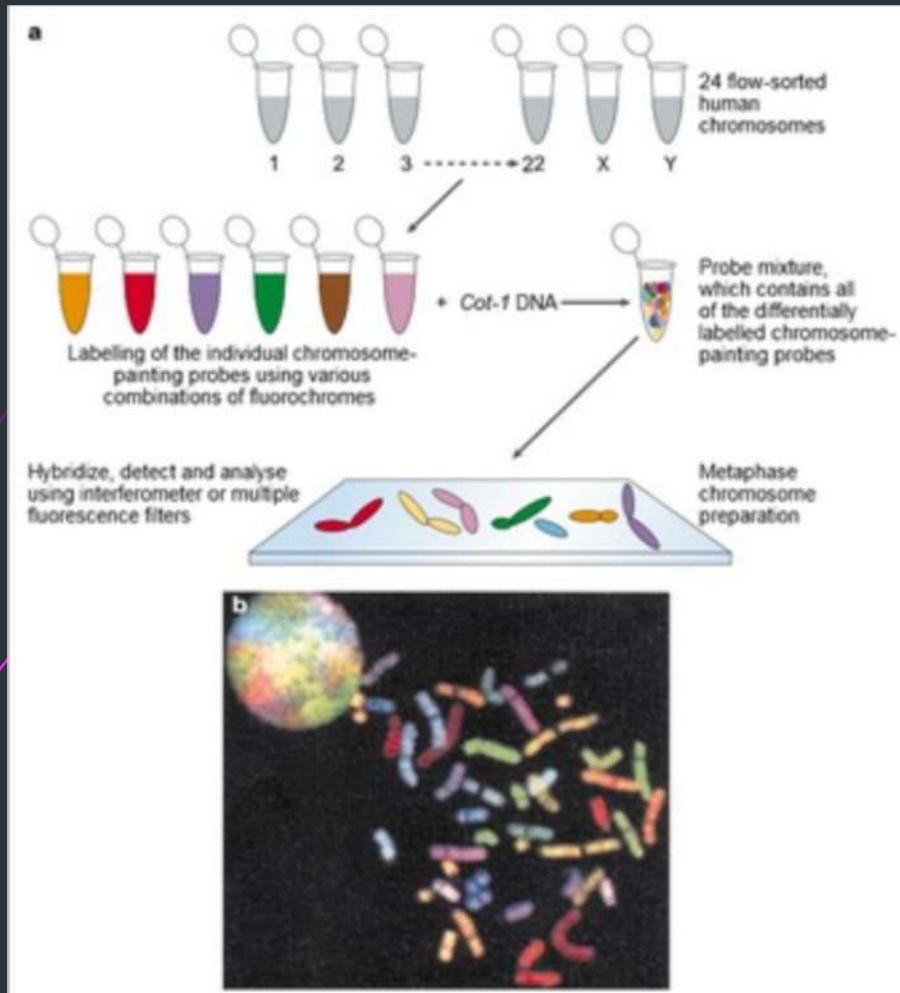 a
24 flow-sorted
human
chromosomes
1 2 3 22 X Y
+ Cot-1 DNA
Probe mixture,
which contains all
of the differentially
labelled chromosome-
painting probes
Labelling of the individual chromosome-
painting probes using various
combinations of fluorochromes
Hybridize, detect and analyse
using interferometer or multiple
fluorescence filters
Metaphase
chromosome
preparation
b